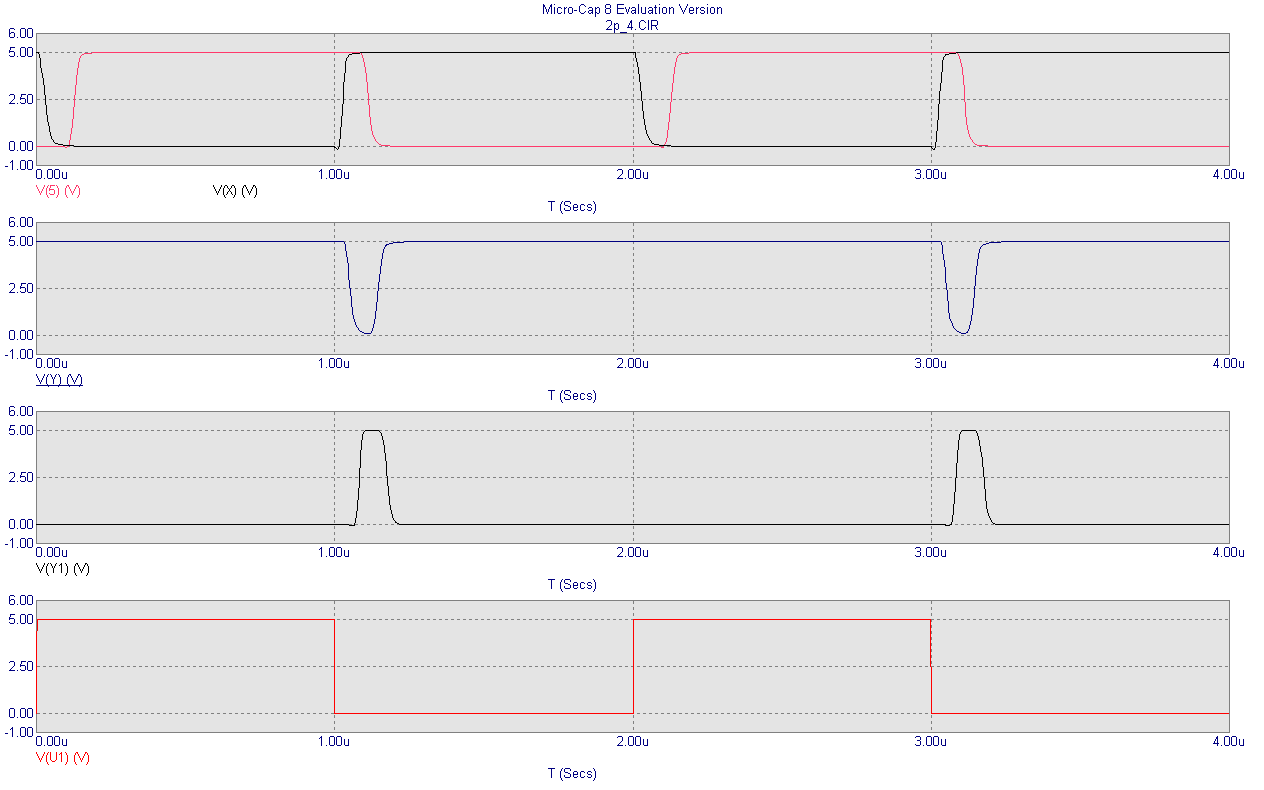 Micro-Cap 8 Evaluation Version
2p_4.CIR
6.00
5.00
2.50
0.00
-1.00
0.00u 1.00u 2.00u 3.00u 4.00u
V(5) (V) V(X) (V)
T (Secs)
6.00
5.00
2.50
0.00
-1.00
0.00u 1.00u 2.00u 3.00u 4.00u
V(Y) (V)
T (Secs)
6.00
5.00
2.50
0.00
-1.00
0.00u 1.00u 2.00u 3.00u 4.00u
V(Y1) (V)
T (Secs)
6.00
5.00
2.50
0.00
-1.00
0.00u 1.00u 2.00u 3.00u 4.00u
V(U1) (V)
T (Secs)